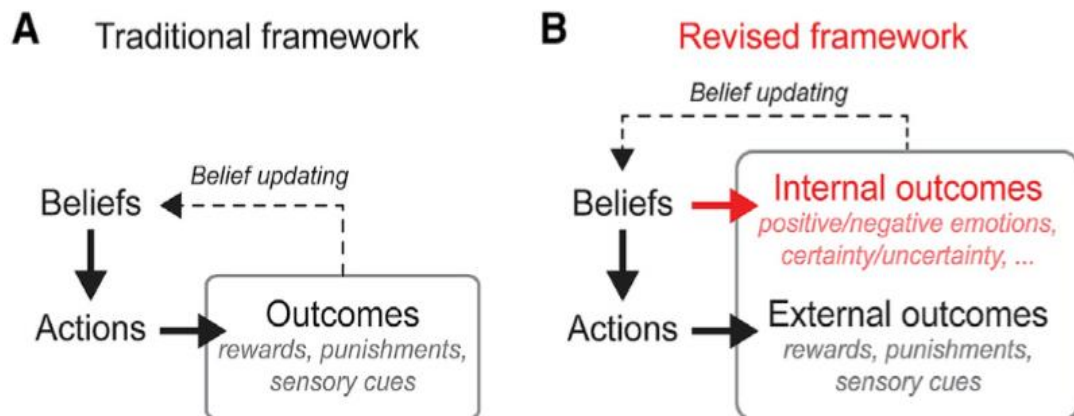 A Traditional framework
Belief updating
Beliefs
Actions
Outcomes
rewards, punishments,
sensory cues
B Revised framework
Belief updating
Beliefs
Internal outcomes
positive/negative emotions,
certainty/uncertainty, ...
Actions
External outcomes
rewards, punishments,
sensory cues